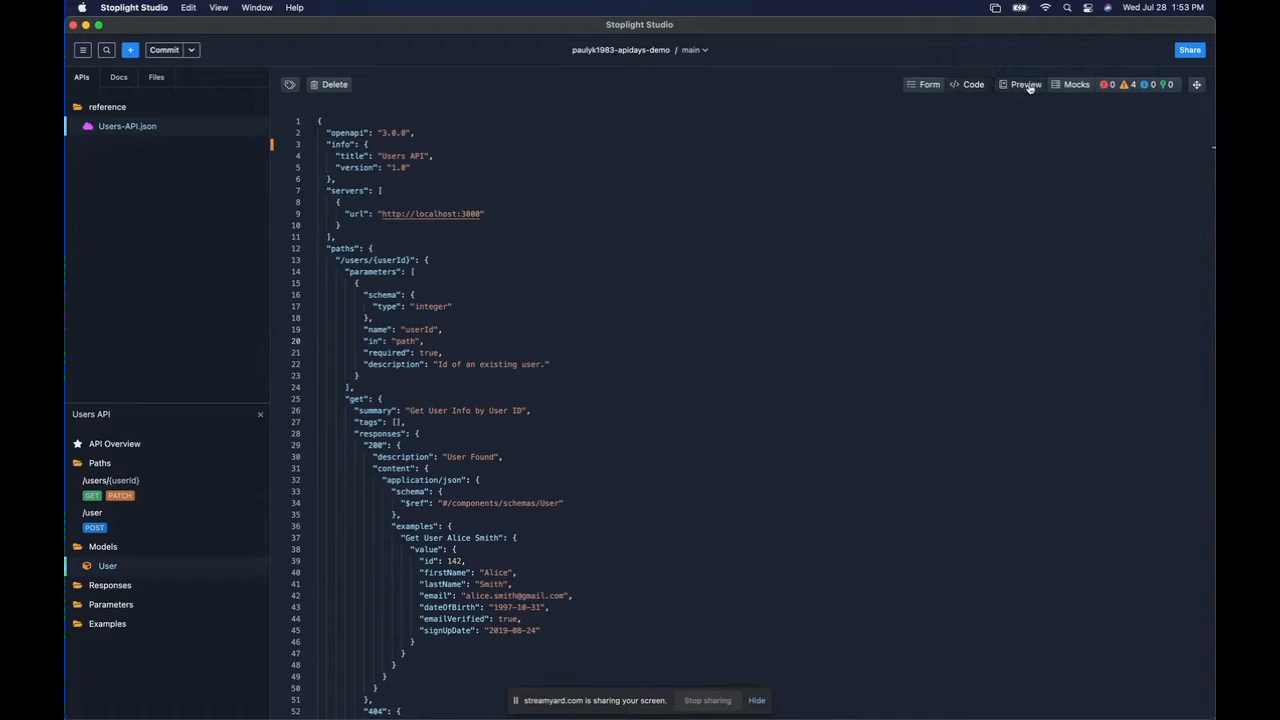 Stoplight Studio Edit View Window Help Wed Jul 28 1:53 PM
Stoplight Studio
Commit paulyk1983-apidays-demo / main Share
APIs Docs Files Delete Form </> Code Preview Mocks 0 4 0 0
reference
Users-API.json
1 {
2 "openapi": "3.0.0",
3 "info": {
4 "title": "Users API",
5 "version": "1.0"
6 },
7 "servers": [
8 {
9 "url": "http://localhost:3000"
10 }
11 ],
12 "paths": {
13 "/users/{userId}": {
14 "parameters": [
15 {
16 "schema": {
17 "type": "integer"
18 },
19 "name": "userId",
20 "in": "path",
21 "required": true,
22 "description": "Id of an existing user."
23 }
24 ],
25 "get": {
26 "summary": "Get User Info by User ID",
27 "tags": [],
28 "responses": {
29 "200": {
30 "description": "User Found",
31 "content": {
32 "application/json": {
33 "schema": {
34 "$ref": "#/components/schemas/User"
35 },
36 "examples": {
37 "Get User Alice Smith": {
38 "value": {
39 "id": 142,
40 "firstName": "Alice",
41 "lastName": "Smith",
42 "email": "alice.smith@gmail.com",
43 "dateOfBirth": "1997-10-31",
44 "emailVerified": true,
45 "signUpDate": "2019-08-24"
46 }
47 }
48 }
49 }
50 }
51 },
52 "404": {
Users API
API Overview
Paths
/users/{userId}
GET PATCH
/user
POST
Models
User
Responses
Parameters
Examples
streamyard.com is sharing your screen. Stop sharing Hide